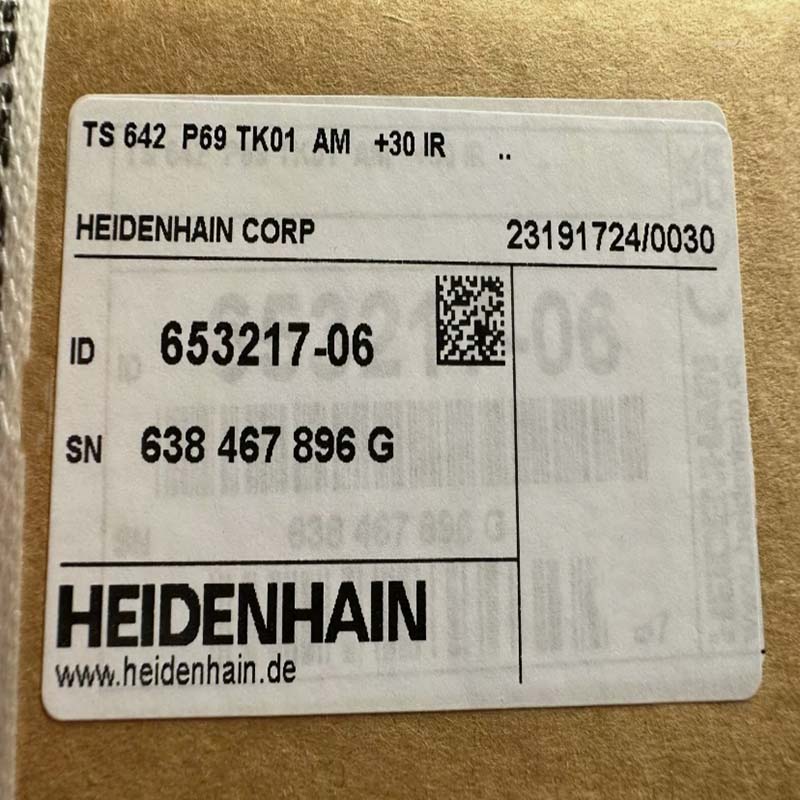 TS 642 P69 TK01 AM +30 IR ..
HEIDENHAIN CORP 23191724/0030
ID 653217-06
SN 638 467 896 G
HEIDENHAIN
www.heidenhain.de